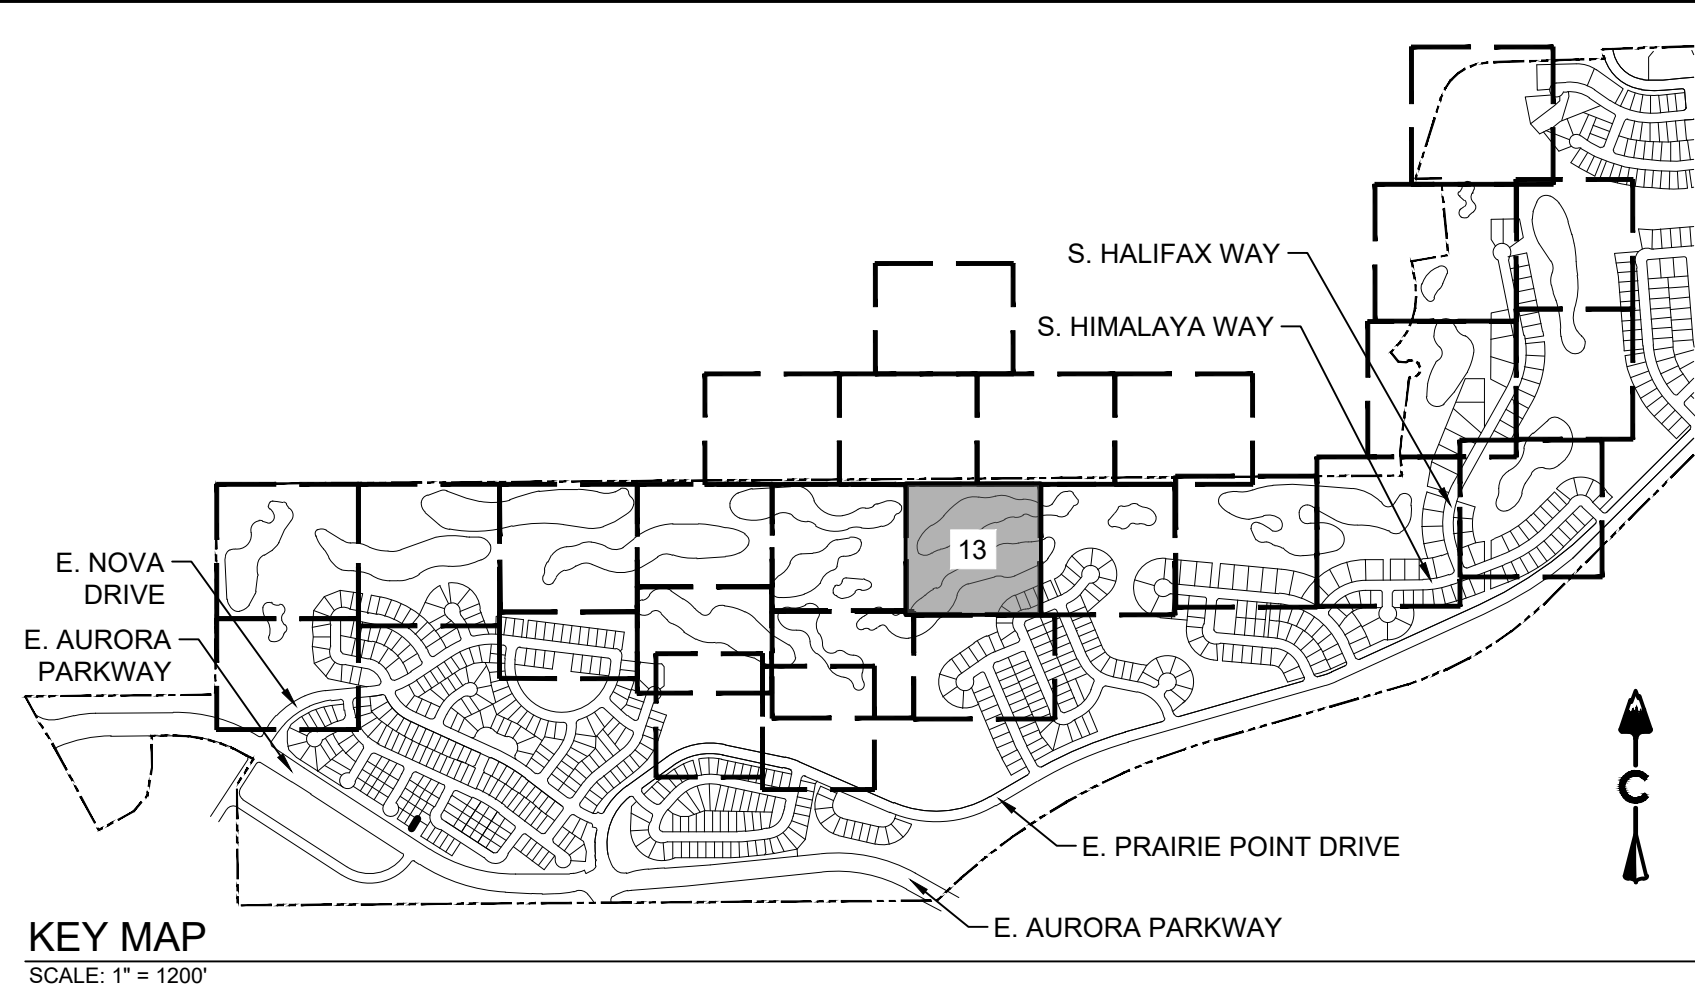 S. HALIFAX WAY
S. HIMALAYA WAY
13
E. NOVA
DRIVE
E. AURORA
PARKWAY
C
E. PRAIRIE POINT DRIVE
E. AURORA PARKWAY
KEY MAP
SCALE: 1" = 1200'